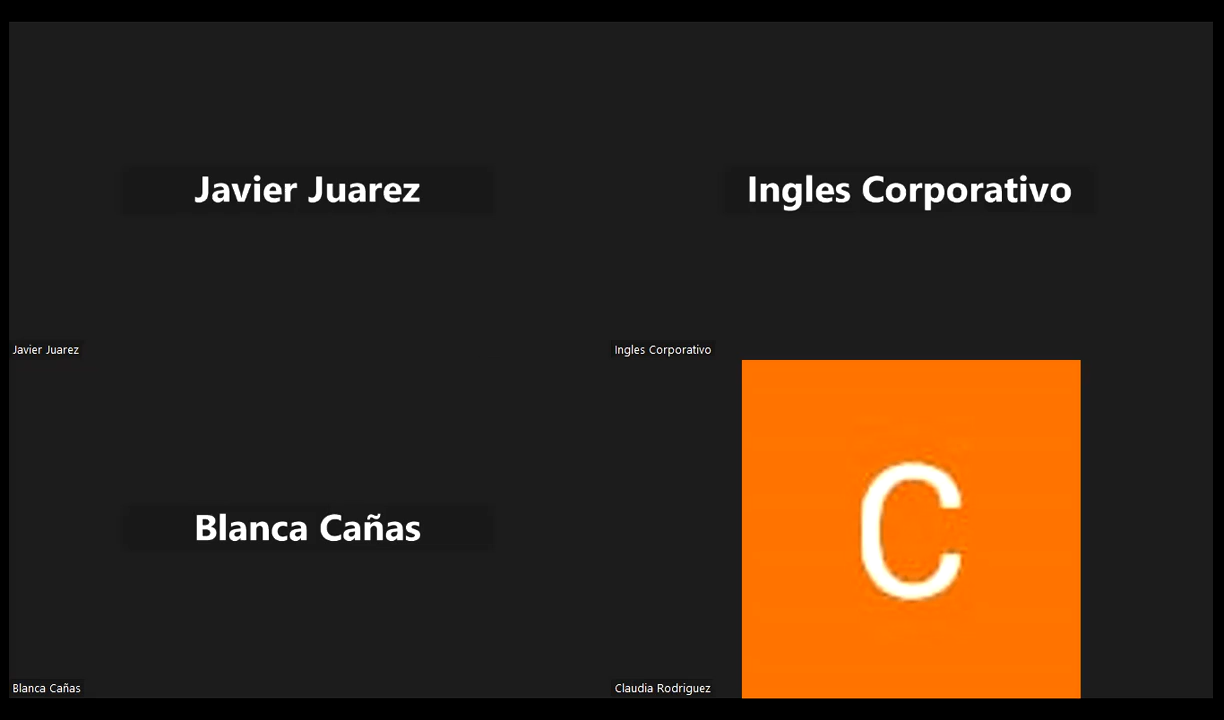 Javier Juarez
Ingles Corporativo
Javier Juarez
Ingles Corporativo
Blanca Cañas
C
Blanca Cañas
Claudia Rodriguez